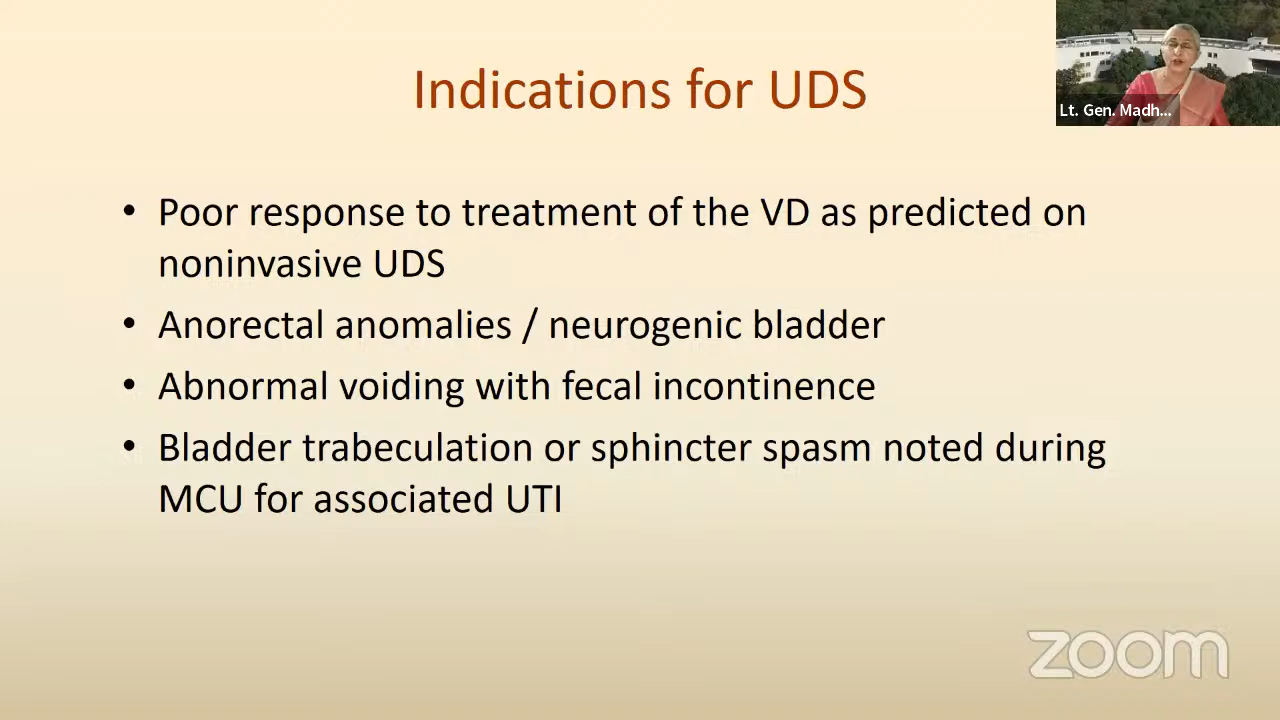 Indications for UDS
Lt. Gen. Madh...
• Poor response to treatment of the VD as predicted on
noninvasive UDS
• Anorectal anomalies / neurogenic bladder
• Abnormal voiding with fecal incontinence
• Bladder trabeculation or sphincter spasm noted during
MCU for associated UTI
zoom